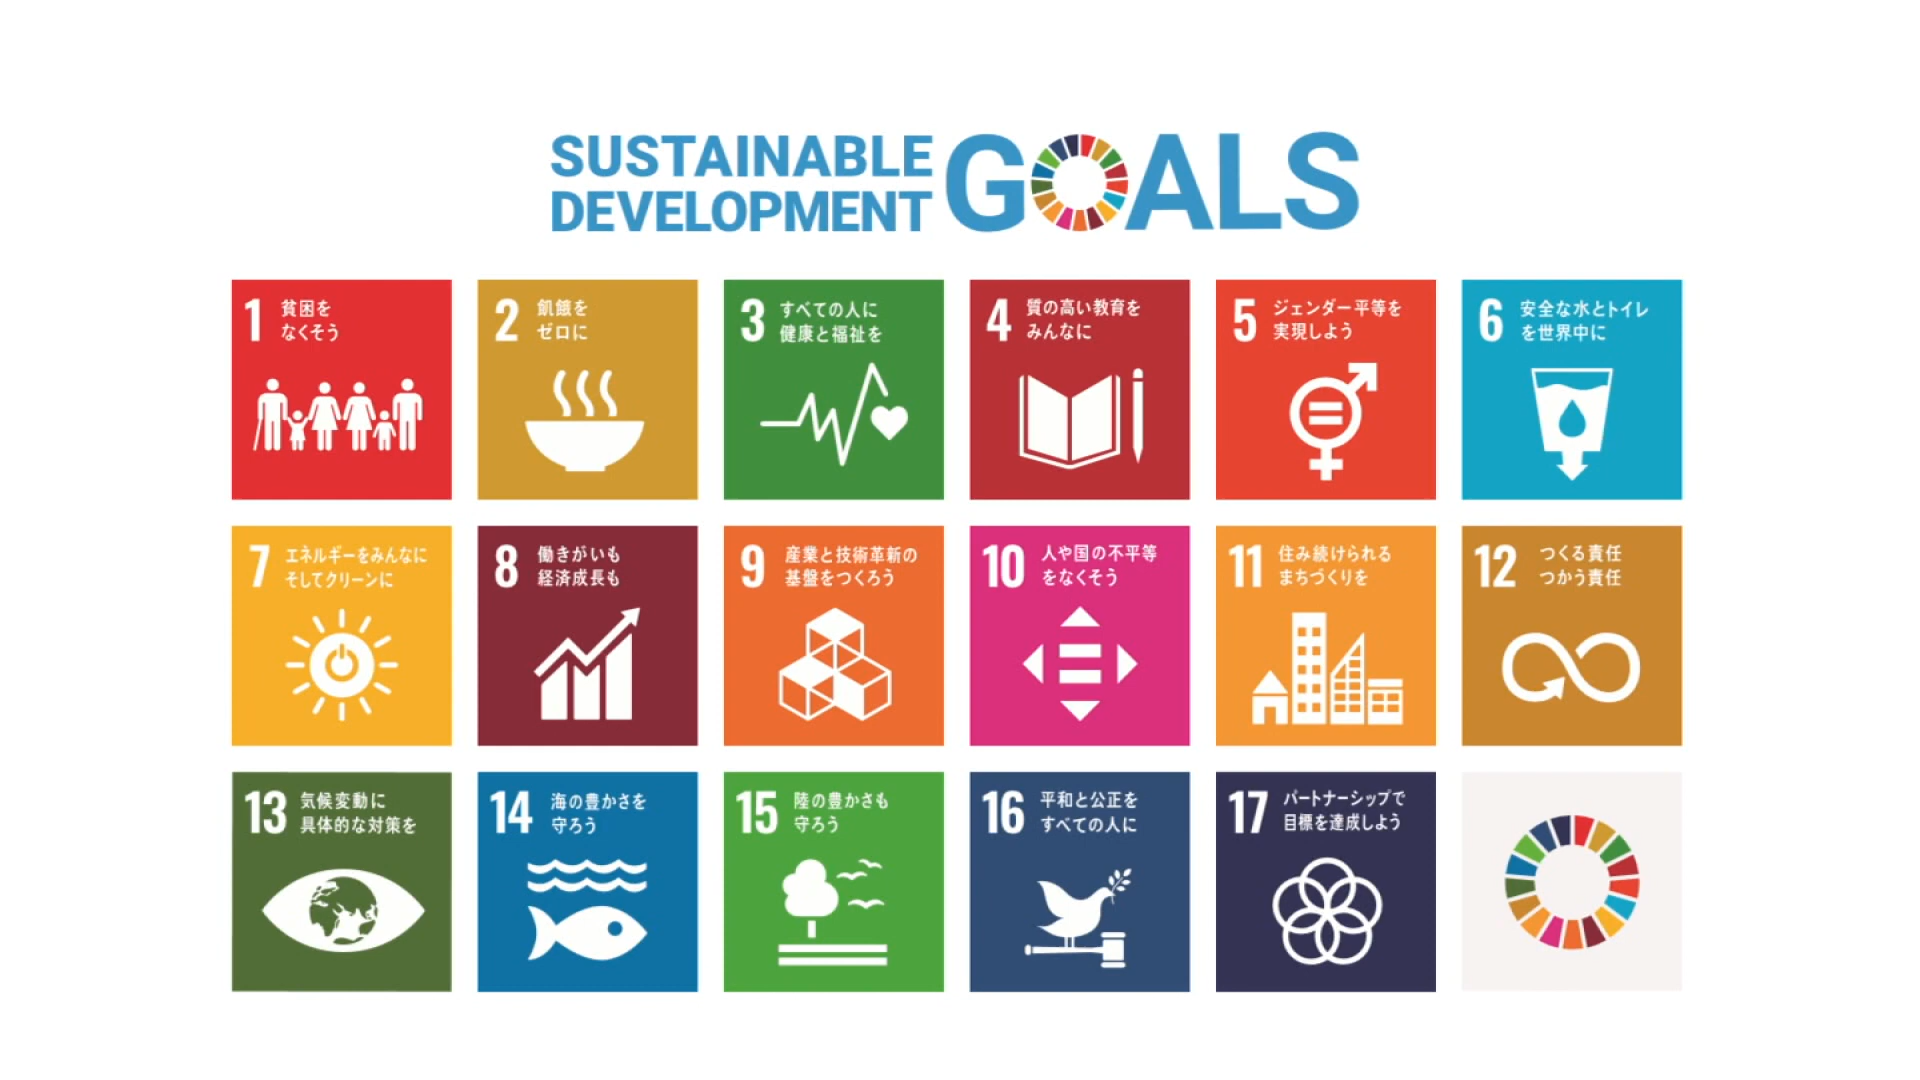 SUSTAINABLE
DEVELOPMENT
GOALS
1
貧困を
なくそう
2
飢餓を
ゼロに
3
すべての人に
健康と福祉を
4
質の高い教育を
みんなに
5
ジェンダー平等を
実現しよう
6
安全な水とトイレ
を世界中に
7
エネルギーをみんなに
そしてクリーンに
8
働きがいも
経済成長も
9
産業と技術革新の
基盤をつくろう
10
人や国の不平等
をなくそう
11
住み続けられる
まちづくりを
12
つくる責任
つかう責任
13
気候変動に
具体的な対策を
14
海の豊かさを
守ろう
15
陸の豊かさも
守ろう
16
平和と公正を
すべての人に
17
パートナーシップで
目標を達成しよう